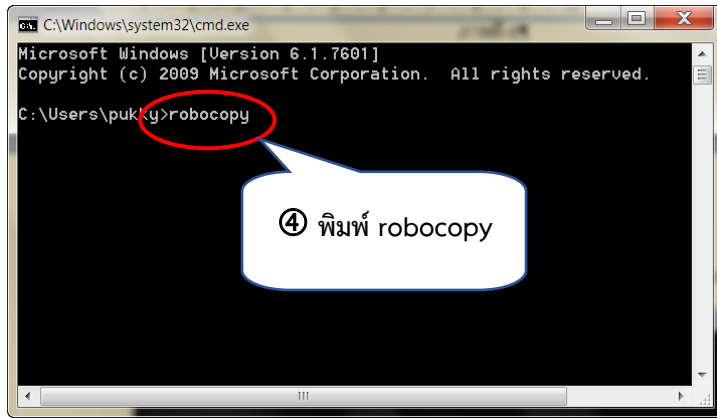 C:\Windows\system32\cmd.exe
Microsoft Windows [Version 6.1.7601]
Copyright (c) 2009 Microsoft Corporation.  All rights reserved.
C:\Users\pukky>robocopy
④ พิมพ์ robocopy